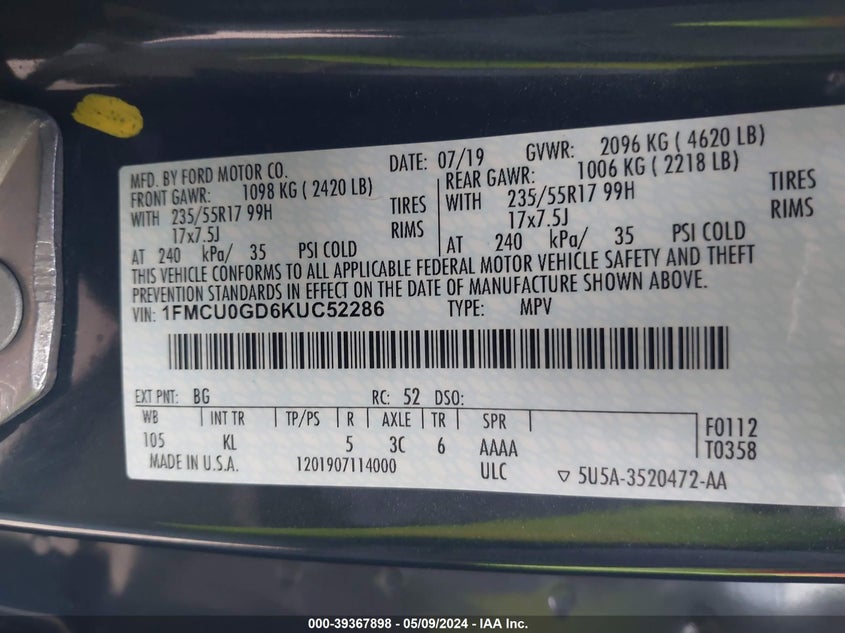 MFD. BY FORD MOTOR CO. DATE: 07/19 GVWR: 2096 KG ( 4620 LB)
FRONT GAWR: 1098 KG ( 2420 LB) REAR GAWR: 1006 KG ( 2218 LB)
WITH 235/55R17 99H TIRES WITH 235/55R17 99H TIRES
17x7.5J RIMS 17x7.5J RIMS
AT 240 kPa/ 35 PSI COLD AT 240 kPa/ 35 PSI COLD
THIS VEHICLE CONFORMS TO ALL APPLICABLE FEDERAL MOTOR VEHICLE SAFETY AND THEFT
PREVENTION STANDARDS IN EFFECT ON THE DATE OF MANUFACTURE SHOWN ABOVE.
VIN: 1FMCU0GD6KUC52286 TYPE: MPV
EXT PNT: BG RC: 52 DSO:
WB INT TR TP/PS R AXLE TR SPR F0112
105 KL 5 3C 6 AAAA T0358
MADE IN U.S.A. 1201907114000 ULC ▽ 5U5A-3520472-AA
000-39367898 - 05/09/2024 - IAA Inc.